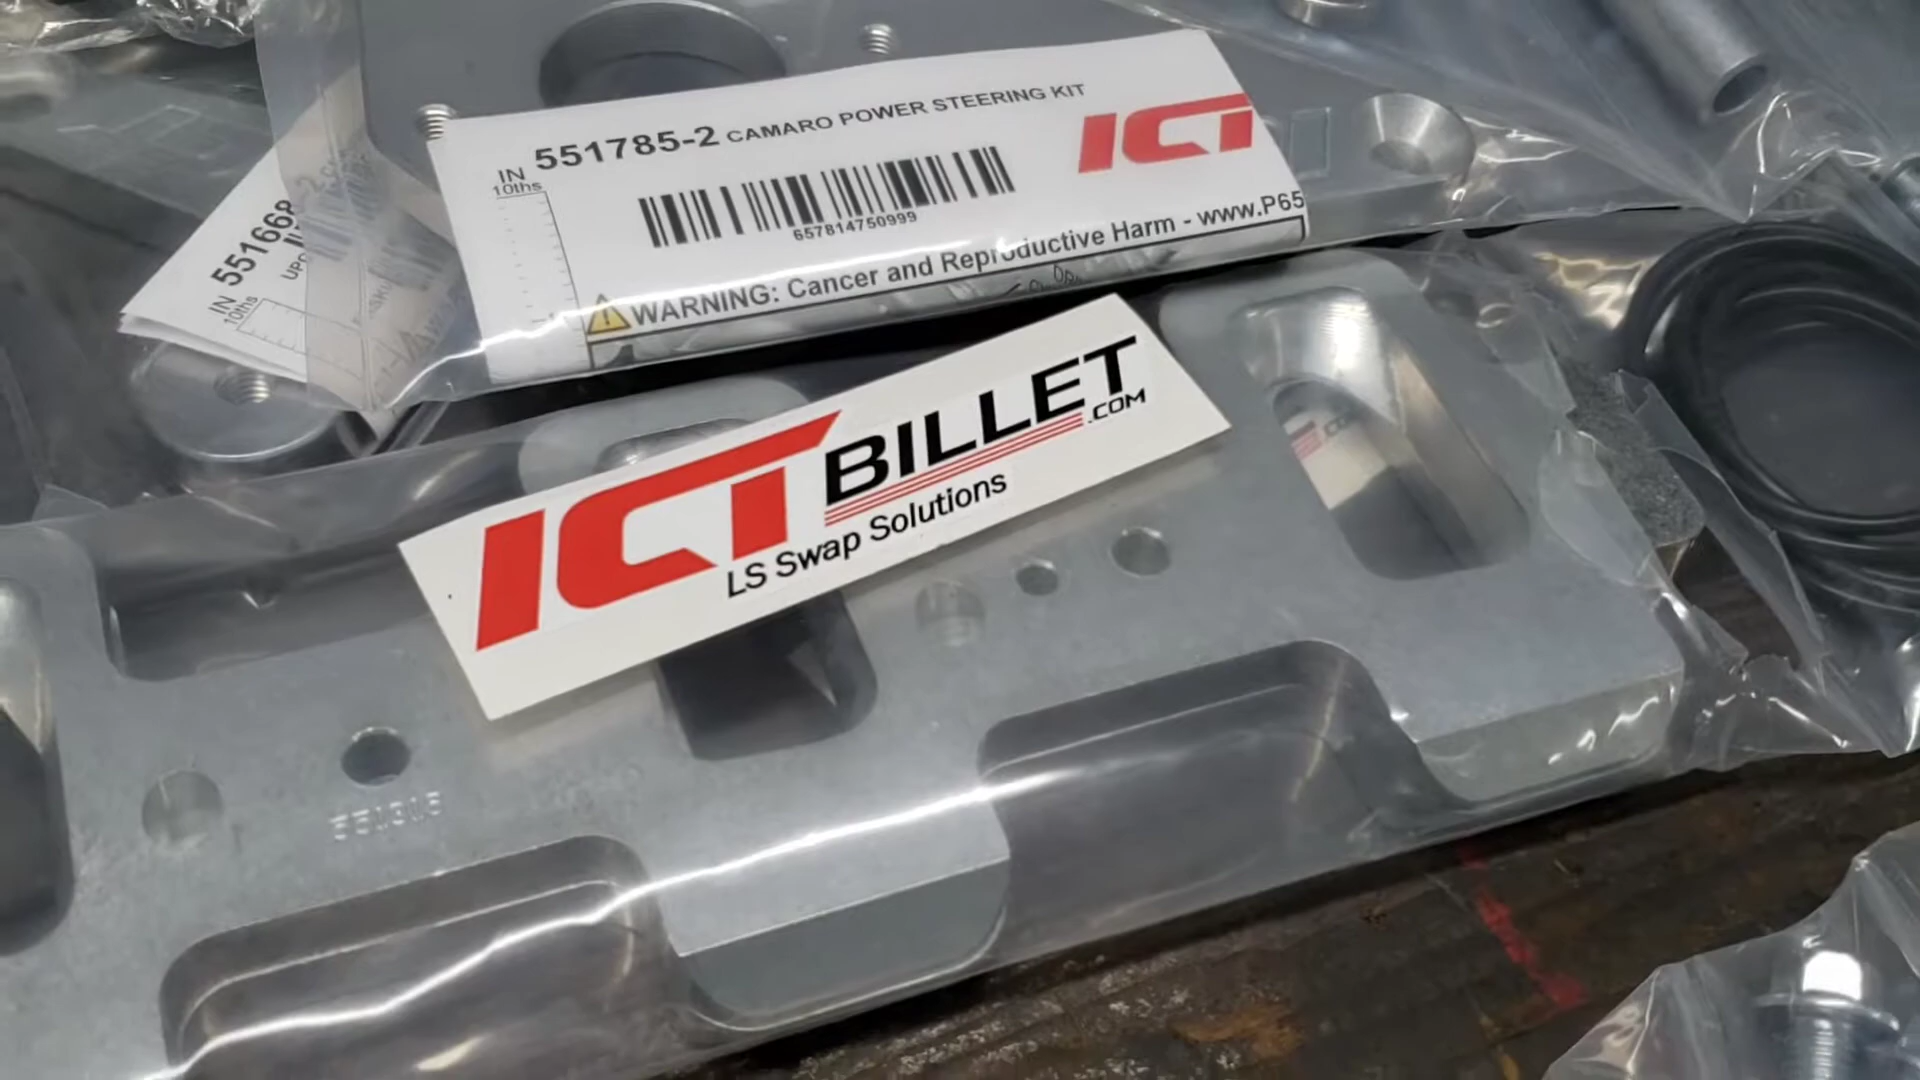 551785-2 CAMARO POWER STEERING KIT
ICT
IN
10ths
657814750999
WARNING: Cancer and Reproductive Harm - www.P65
551668
IN
10ths
ICT BILLET
.COM
LS Swap Solutions